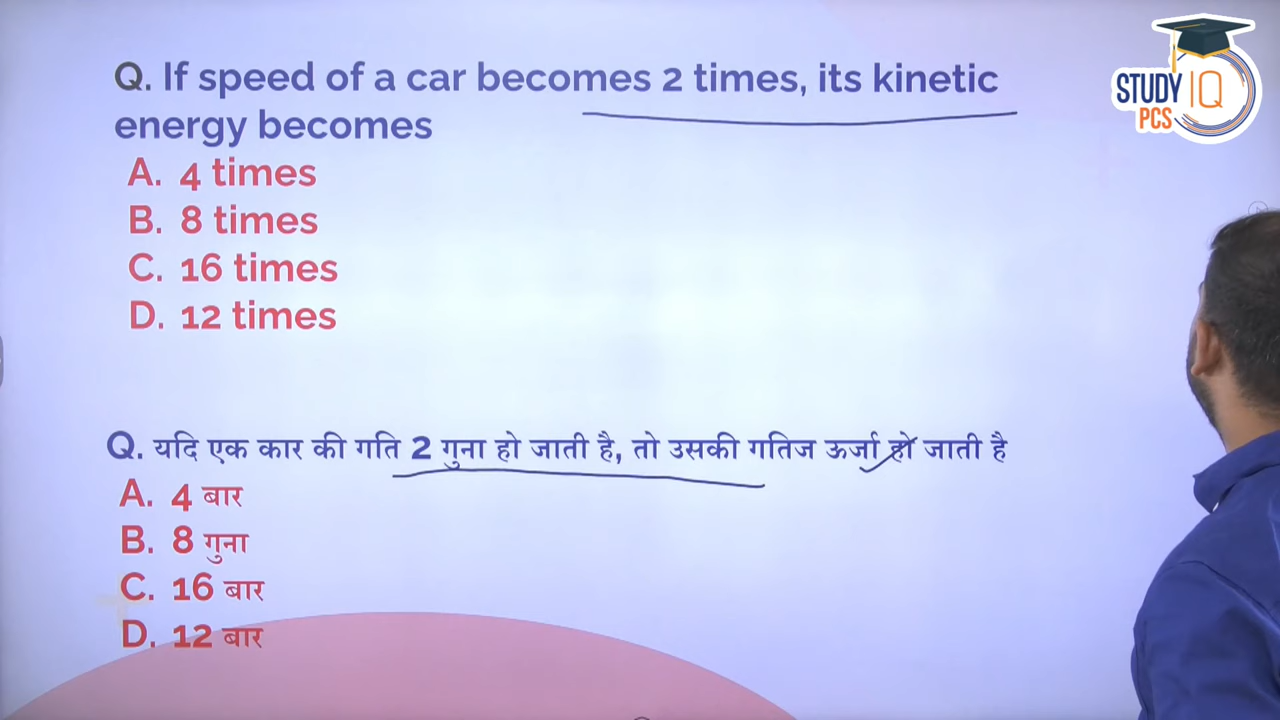 STUDY IQ
PCS
Q. If speed of a car becomes 2 times, its kinetic
energy becomes
A. 4 times
B. 8 times
C. 16 times
D. 12 times
Q. यदि एक कार की गति 2 गुना हो जाती है, तो उसकी गतिज ऊर्जा हो जाती है
A. 4 बार
B. 8 गुना
C. 16 बार
D. 12 बार